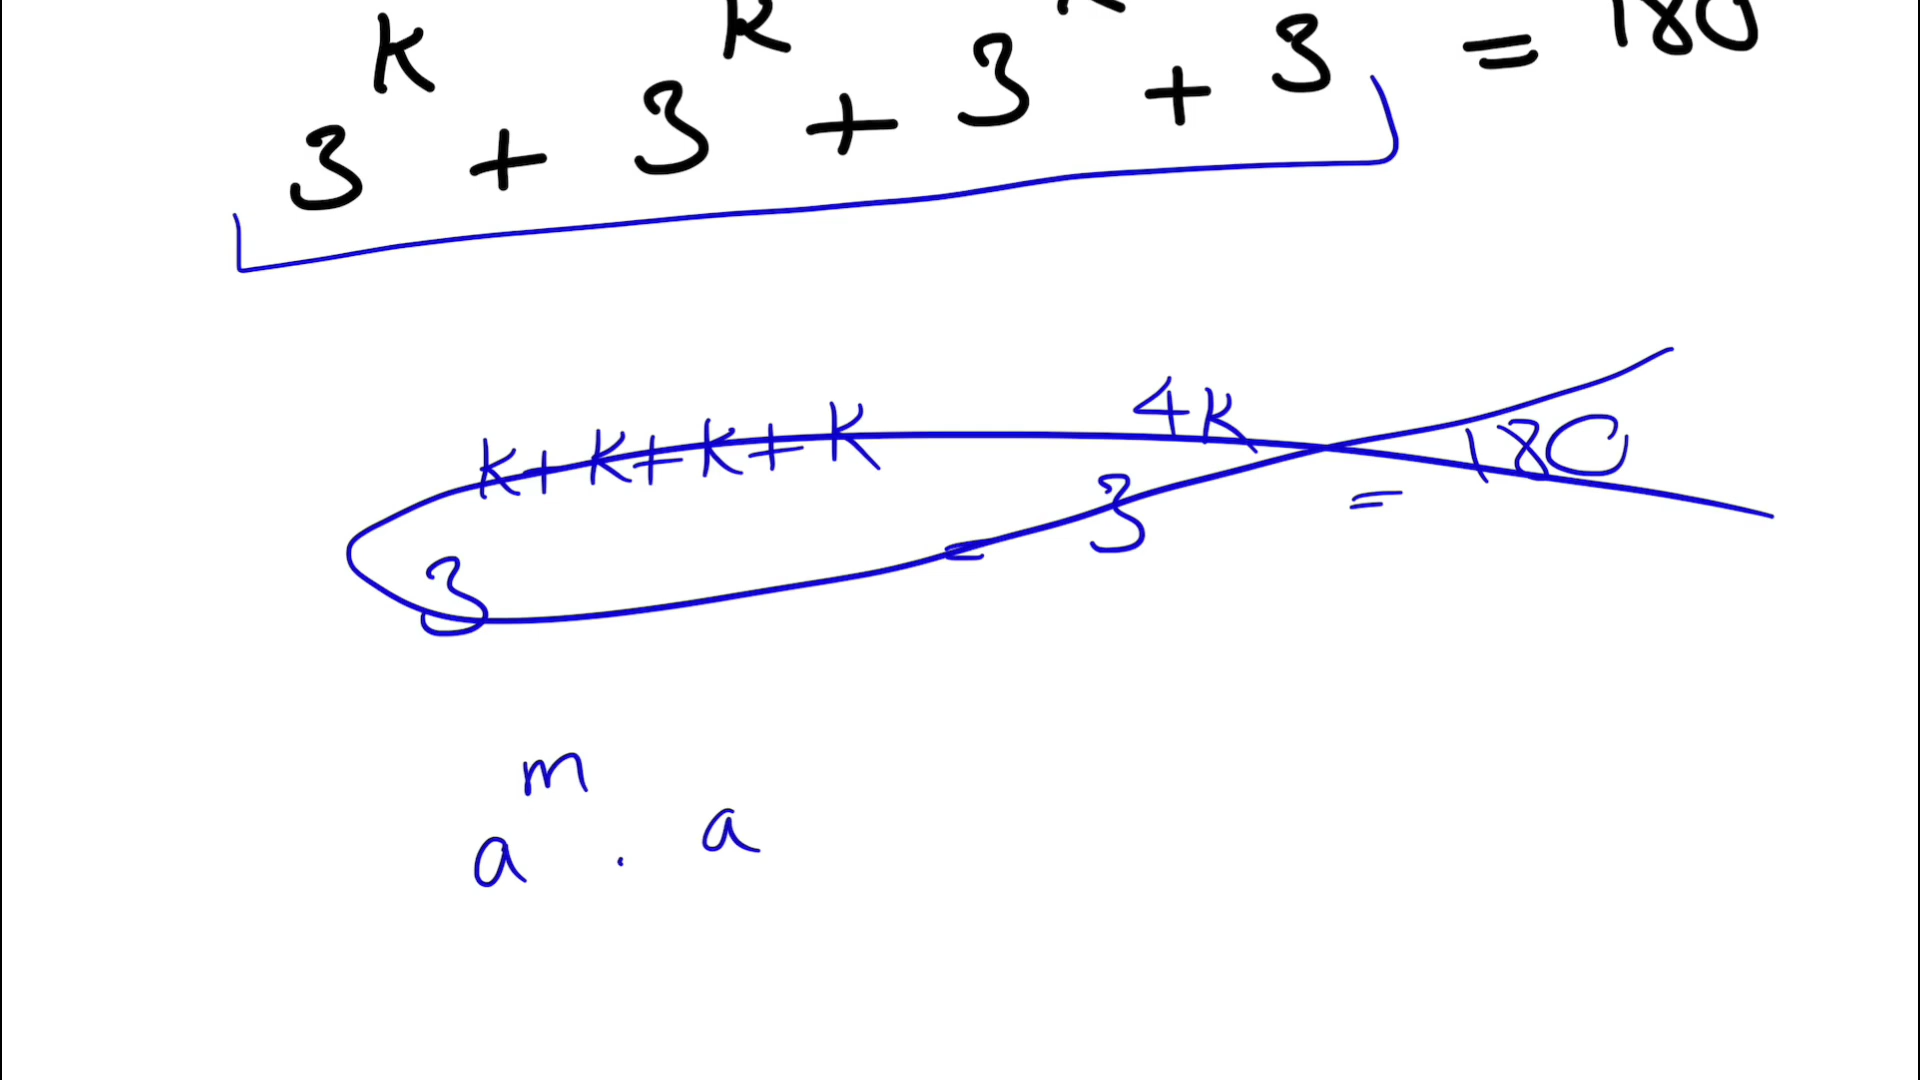 3^k + 3^k + 3^k + 3 = 180
3^{k+k+k+k} = 3^{4k} = 180
a^m · a